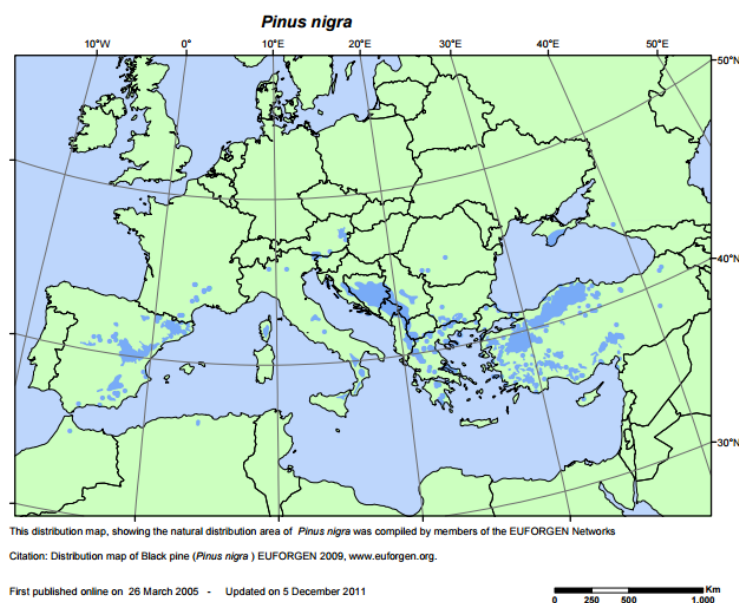 Pinus nigra
10°W 0° 10°E 20°E 30°E 40°E 50°E
50°N
40°N
30°N
This distribution map, showing the natural distribution area of Pinus nigra was compiled by members of the EUFORGEN Networks
Citation: Distribution map of Black pine (Pinus nigra ) EUFORGEN 2009, www.euforgen.org.
First published online on 26 March 2005 - Updated on 5 December 2011
Km
0 250 500 1.000